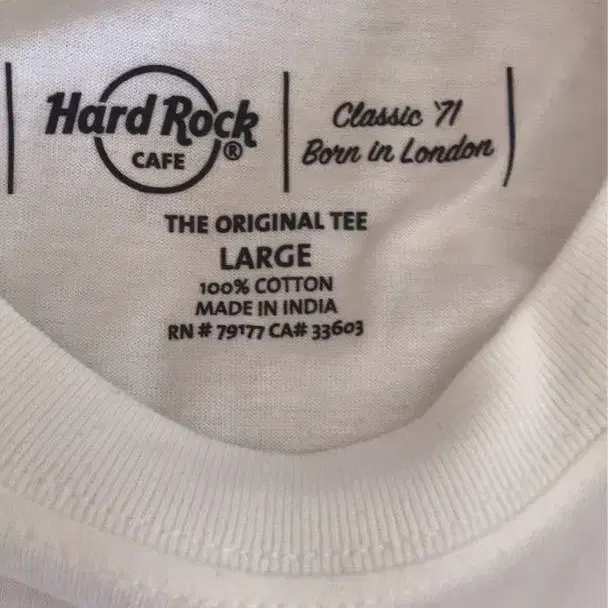 Hard Rock
CAFE ®
Classic '71
Born in London
THE ORIGINAL TEE
LARGE
100% COTTON
MADE IN INDIA
RN # 79177 CA# 33603